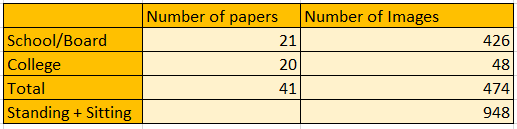 Number of papers Number of Images
School/Board 21 426
College 20 48
Total 41 474
Standing + Sitting 948